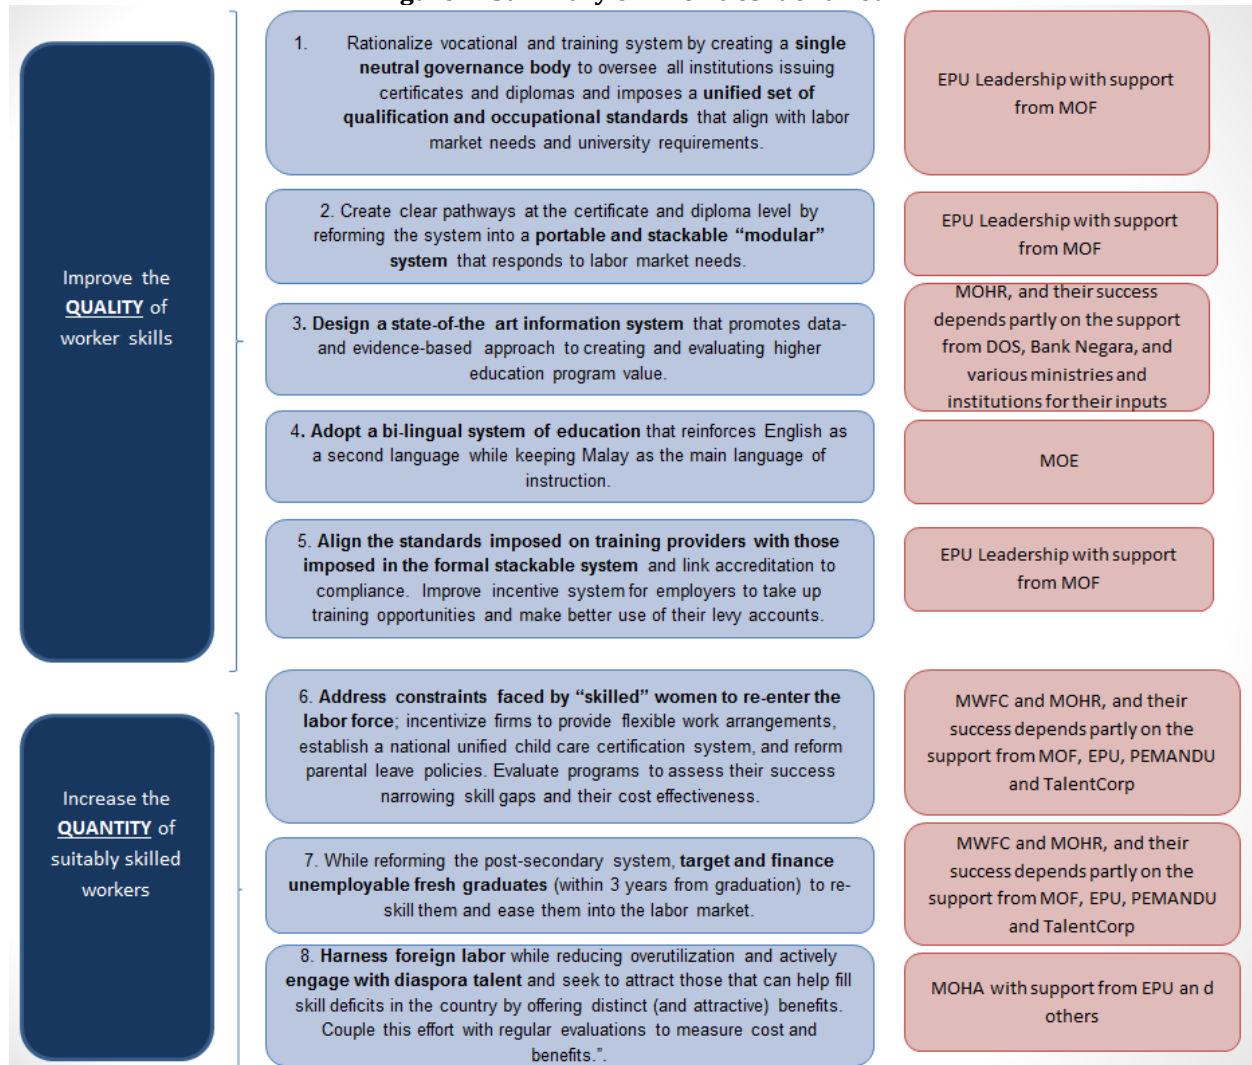 Improve the
QUALITY of
worker skills
1. Rationalize vocational and training system by creating a single
neutral governance body to oversee all institutions issuing
certificates and diplomas and imposes a unified set of
qualification and occupational standards that align with labor
market needs and university requirements.
EPU Leadership with support
from MOF
2. Create clear pathways at the certificate and diploma level by
reforming the system into a portable and stackable “modular”
system that responds to labor market needs.
EPU Leadership with support
from MOF
3. Design a state-of-the art information system that promotes data-
and evidence-based approach to creating and evaluating higher
education program value.
MOHR, and their success
depends partly on the support
from DOS, Bank Negara, and
various ministries and
institutions for their inputs
4. Adopt a bi-lingual system of education that reinforces English as
a second language while keeping Malay as the main language of
instruction.
MOE
5. Align the standards imposed on training providers with those
imposed in the formal stackable system and link accreditation to
compliance. Improve incentive system for employers to take up
training opportunities and make better use of their levy accounts.
EPU Leadership with support
from MOF
Increase the
QUANTITY of
suitably skilled
workers
6. Address constraints faced by “skilled” women to re-enter the
labor force; incentivize firms to provide flexible work arrangements,
establish a national unified child care certification system, and reform
parental leave policies. Evaluate programs to assess their success
narrowing skill gaps and their cost effectiveness.
MWFC and MOHR, and their
success depends partly on the
support from MOF, EPU, PEMANDU
and TalentCorp
7. While reforming the post-secondary system, target and finance
unemployable fresh graduates (within 3 years from graduation) to re-
skill them and ease them into the labor market.
MWFC and MOHR, and their
success depends partly on the
support from MOF, EPU, PEMANDU
and TalentCorp
8. Harness foreign labor while reducing overutilization and actively
engage with diaspora talent and seek to attract those that can help fill
skill deficits in the country by offering distinct (and attractive) benefits.
Couple this effort with regular evaluations to measure cost and
benefits.”.
MOHA with support from EPU an d
others